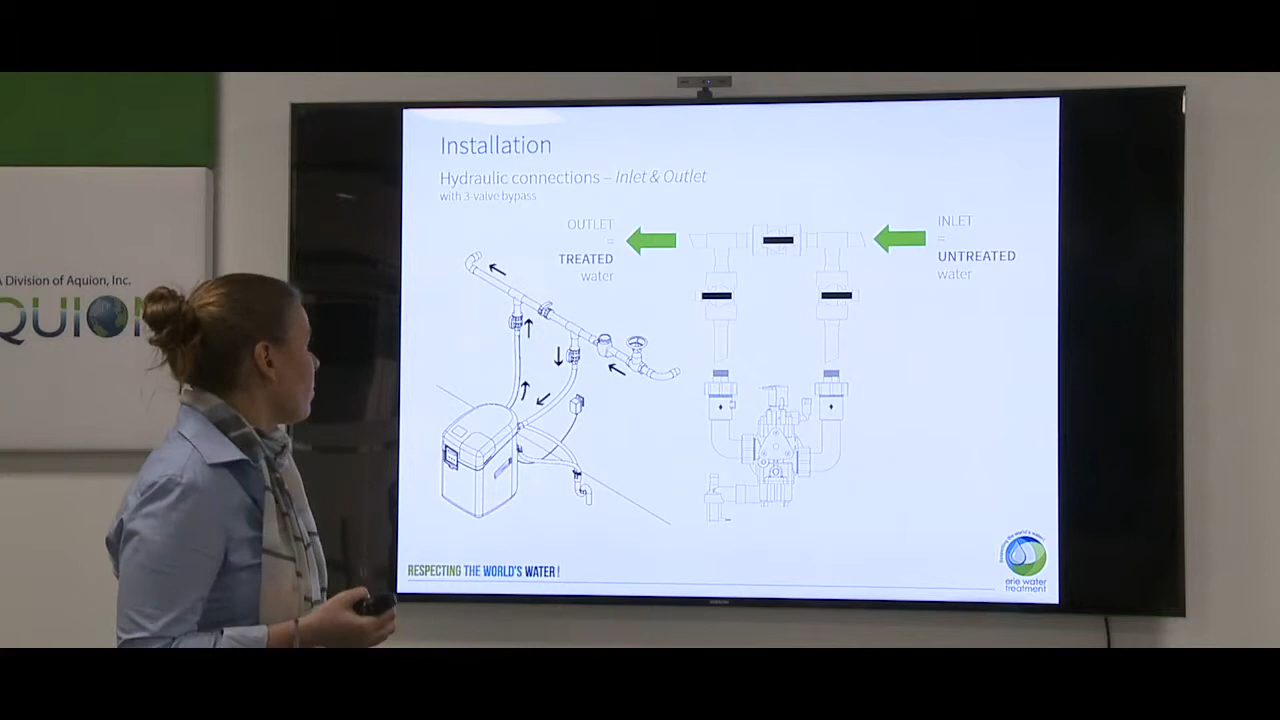 A Division of Aquion, Inc.
QUION
Installation
Hydraulic connections – Inlet & Outlet
with 3-valve bypass
OUTLET
=
TREATED
water
INLET
=
UNTREATED
water
RESPECTING THE WORLD'S WATER!
erie water
treatment